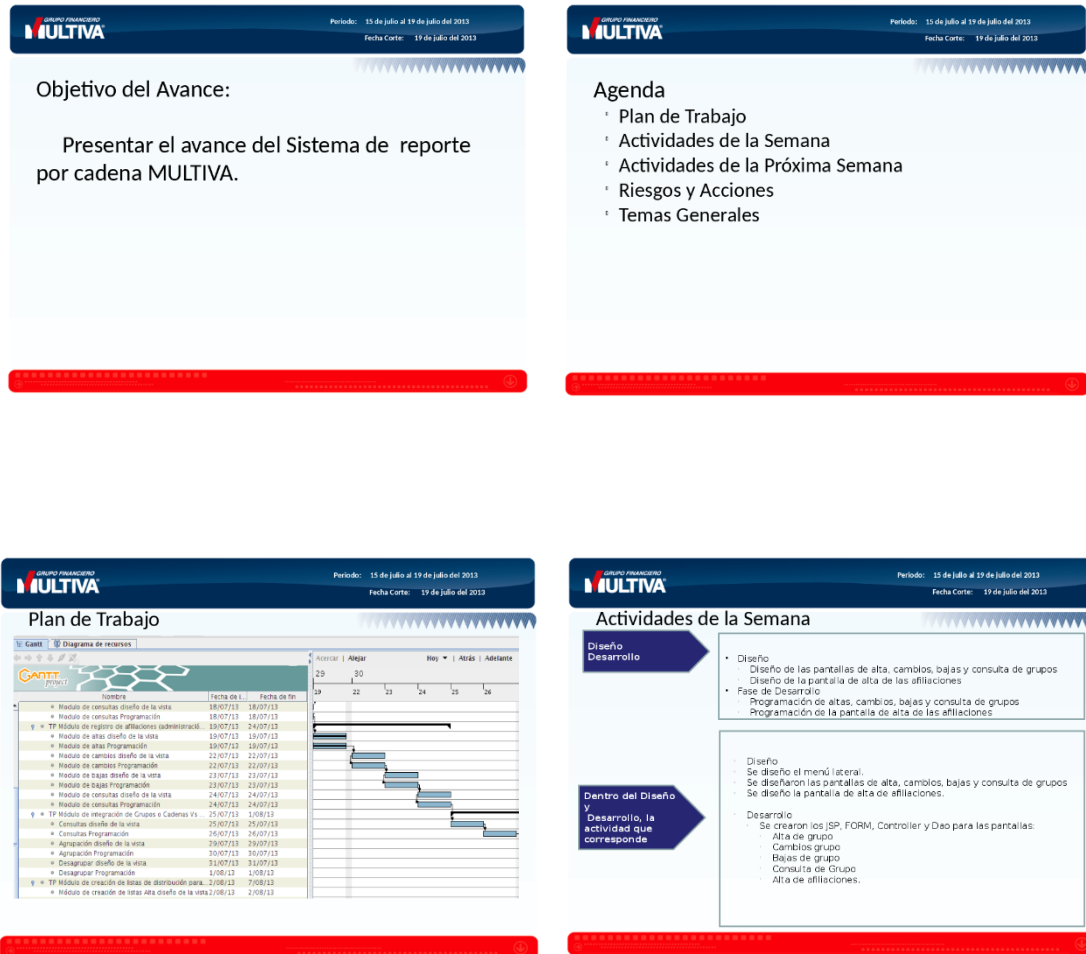 GRUPO FINANCIERO
MULTIVA
Periodo: 15 de julio al 19 de julio del 2013
Fecha Corte: 19 de julio del 2013
Objetivo del Avance:
Presentar el avance del Sistema de reporte
por cadena MULTIVA.
GRUPO FINANCIERO
MULTIVA
Periodo: 15 de julio al 19 de julio del 2013
Fecha Corte: 19 de julio del 2013
Agenda
Plan de Trabajo
Actividades de la Semana
Actividades de la Próxima Semana
Riesgos y Acciones
Temas Generales
GRUPO FINANCIERO
MULTIVA
Periodo: 15 de julio al 19 de julio del 2013
Fecha Corte: 19 de julio del 2013
Plan de Trabajo
Gantt Diagrama de recursos
Acercar | Alejar Hoy | Atrás | Adelante
GANTT project
29 30
Nombre Fecha de i... Fecha de fin
19 22 23 24 25 26
Modulo de consultas diseño de la vista 18/07/13 18/07/13
Modulo de consultas Programación 18/07/13 18/07/13
TP Módulo de registro de afiliaciones (administració... 19/07/13 24/07/13
Modulo de altas diseño de la vista 19/07/13 19/07/13
Modulo de altas Programación 19/07/13 19/07/13
Modulo de cambios diseño de la vista 22/07/13 22/07/13
Modulo de cambios Programación 22/07/13 22/07/13
Modulo de bajas diseño de la vista 23/07/13 23/07/13
Modulo de bajas Programación 23/07/13 23/07/13
Modulo de consultas diseño de la vista 24/07/13 24/07/13
Modulo de consultas Programación 24/07/13 24/07/13
TP Módulo de integración de Grupos o Cadenas Vs ... 25/07/13 1/08/13
Consultas diseño de la vista 25/07/13 25/07/13
Consultas Programación 26/07/13 26/07/13
Agrupación diseño de la vista 29/07/13 29/07/13
Agrupación Programación 30/07/13 30/07/13
Desagrupar diseño de la vista 31/07/13 31/07/13
Desagrupar Programación 1/08/13 1/08/13
TP Módulo de creación de listas de distribución para... 2/08/13 7/08/13
Módulo de creación de listas Alta diseño de la vista 2/08/13 2/08/13
GRUPO FINANCIERO
MULTIVA
Periodo: 15 de julio al 19 de julio del 2013
Fecha Corte: 19 de julio del 2013
Actividades de la Semana
Diseño
Desarrollo
• Diseño
Diseño de las pantallas de alta, cambios, bajas y consulta de grupos
Diseño de la pantalla de alta de las afiliaciones
• Fase de Desarrollo
Programación de altas, cambios, bajas y consulta de grupos
Programación de la pantalla de alta de las afiliaciones
Dentro del Diseño
y
Desarrollo, la
actividad que
corresponde
Diseño
Se diseño el menú lateral.
Se diseñaron las pantallas de alta, cambios, bajas y consulta de grupos
Se diseño la pantalla de alta de afiliaciones.
Desarrollo
Se crearon los JSP, FORM, Controller y Dao para las pantallas:
Alta de grupo
Cambios grupo
Bajas de grupo
Consulta de Grupo
Alta de afiliaciones.